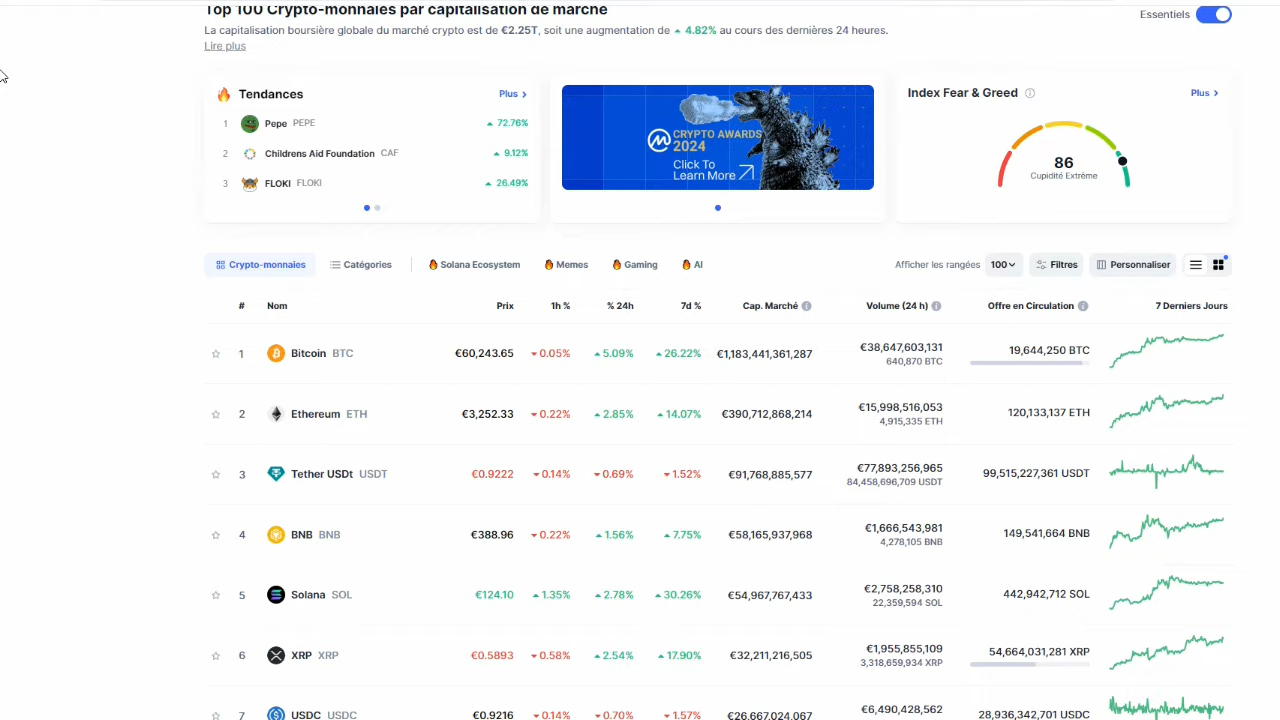 Top 100 Crypto-monnaies par capitalisation de marché
Essentiels
La capitalisation boursière globale du marché crypto est de €2.25T, soit une augmentation de 4.82% au cours des dernières 24 heures.
Lire plus
Tendances
Plus
1 Pepe PEPE 72.76%
2 Childrens Aid Foundation CAF 9.12%
3 FLOKI FLOKI 26.49%
CRYPTO AWARDS
2024
Click To
Learn More
Index Fear & Greed
Plus
86
Cupidité Extrême
Crypto-monnaies Catégories Solana Ecosystem Memes Gaming AI Afficher les rangées 100 Filtres Personnaliser
# Nom Prix 1h % % 24h 7d % Cap. Marché Volume (24 h) Offre en Circulation 7 Derniers Jours
1 Bitcoin BTC €60,243.65 0.05% 5.09% 26.22% €1,183,441,361,287 €38,647,603,131 19,644,250 BTC
640,870 BTC
2 Ethereum ETH €3,252.33 0.22% 2.85% 14.07% €390,712,868,214 €15,998,516,053 120,133,137 ETH
4,915,335 ETH
3 Tether USDt USDT €0.9222 0.14% 0.69% 1.52% €91,768,885,577 €77,893,256,965 99,515,227,361 USDT
84,458,696,709 USDT
4 BNB BNB €388.96 0.22% 1.56% 7.75% €58,165,937,968 €1,666,543,981 149,541,664 BNB
4,278,105 BNB
5 Solana SOL €124.10 1.35% 2.78% 30.26% €54,967,767,433 €2,758,258,310 442,942,712 SOL
22,359,594 SOL
6 XRP XRP €0.5893 0.58% 2.54% 17.90% €32,211,216,505 €1,955,855,109 54,664,031,281 XRP
3,318,659,934 XRP
7 USDC USDC €0.9216 0.14% 0.70% 1.57% €26,667,024,067 €6,490,428,562 28,936,342,701 USDC